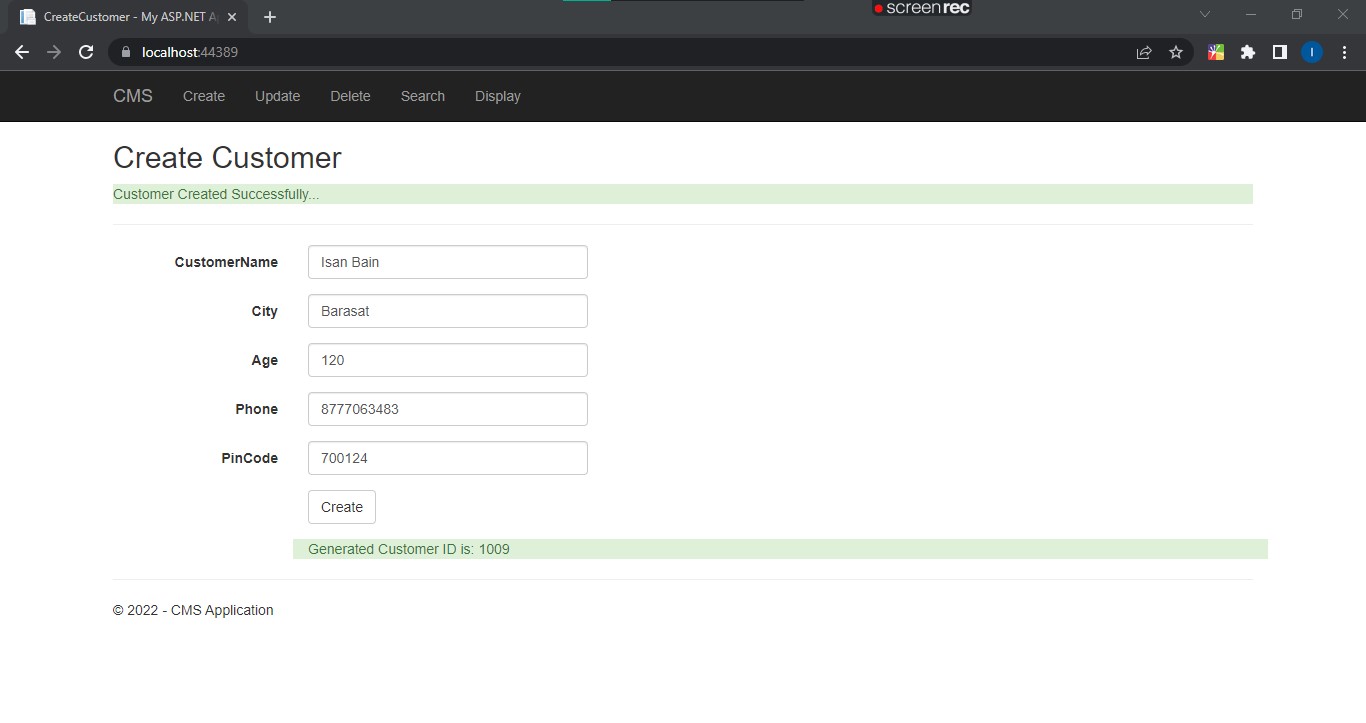 screenrec
CreateCustomer - My ASP.NET A
localhost:44389
I
CMS Create Update Delete Search Display
Create Customer
Customer Created Successfully...
CustomerName Isan Bain
City Barasat
Age 120
Phone 8777063483
PinCode 700124
Create
Generated Customer ID is: 1009
© 2022 - CMS Application